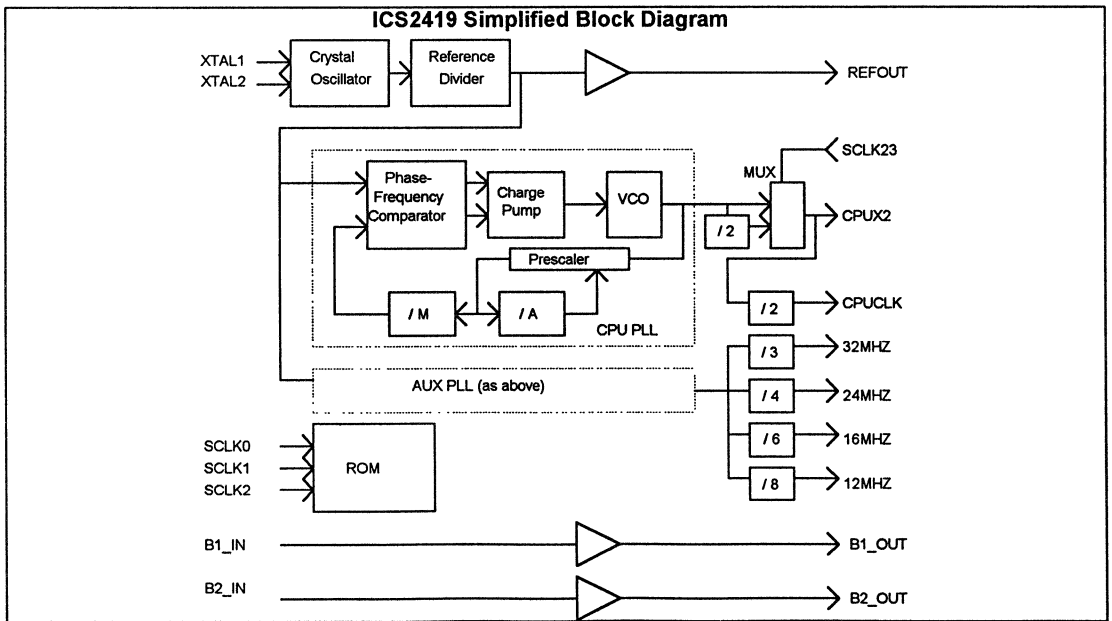 ICS2419 Simplified Block Diagram
XTAL1
XTAL2
Crystal
Oscillator
Reference
Divider
REFOUT
SCLK23
MUX
CPUX2
Phase-
Frequency
Comparator
Charge
Pump
VCO
/ 2
Prescaler
/ M
/ A
CPU PLL
/ 2
CPUCLK
/ 3
32MHZ
AUX PLL (as above)
/ 4
24MHZ
/ 6
16MHZ
/ 8
12MHZ
SCLK0
SCLK1
SCLK2
ROM
B1_IN
B1_OUT
B2_IN
B2_OUT